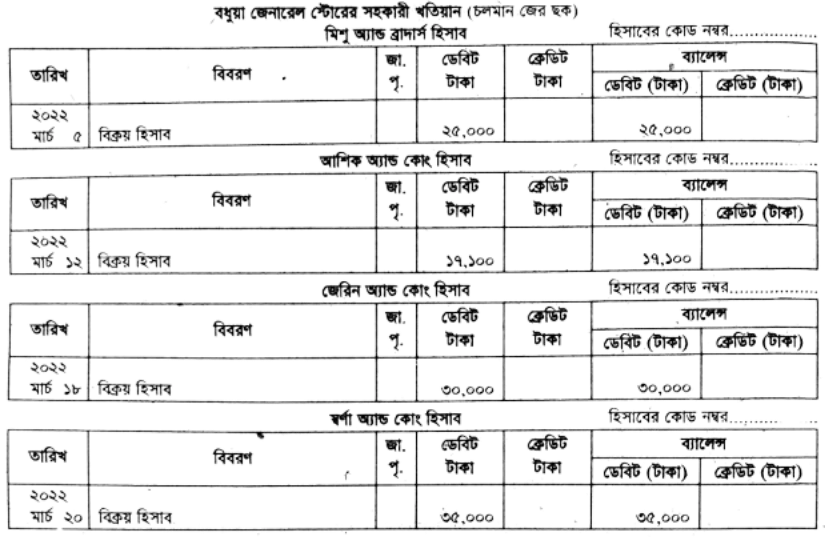 বধুয়া জেনারেল স্টোরের সহকারী খতিয়ান (চলমান জের ছক)
মিশু অ্যান্ড ব্রাদার্স হিসাব হিসাবের কোড নম্বর..................
তারিখ বিবরণ জা. পৃ. ডেবিট টাকা ক্রেডিট টাকা ব্যালেন্স
ডেবিট (টাকা) ক্রেডিট (টাকা)
২০২২
মার্চ ৫ বিক্রয় হিসাব ২৫,০০০ ২৫,০০০
আশিক অ্যান্ড কোং হিসাব হিসাবের কোড নম্বর..................
তারিখ বিবরণ জা. পৃ. ডেবিট টাকা ক্রেডিট টাকা ব্যালেন্স
ডেবিট (টাকা) ক্রেডিট (টাকা)
২০২২
মার্চ ১২ বিক্রয় হিসাব ১৭,১০০ ১৭,১০০
জেরিন অ্যান্ড কোং হিসাব হিসাবের কোড নম্বর..................
তারিখ বিবরণ জা. পৃ. ডেবিট টাকা ক্রেডিট টাকা ব্যালেন্স
ডেবিট (টাকা) ক্রেডিট (টাকা)
২০২২
মার্চ ১৮ বিক্রয় হিসাব ৩০,০০০ ৩০,০০০
স্বর্ণা অ্যান্ড কোং হিসাব হিসাবের কোড নম্বর..................
তারিখ বিবরণ জা. পৃ. ডেবিট টাকা ক্রেডিট টাকা ব্যালেন্স
ডেবিট (টাকা) ক্রেডিট (টাকা)
২০২২
মার্চ ২০ বিক্রয় হিসাব ৩৫,০০০ ৩৫,০০০